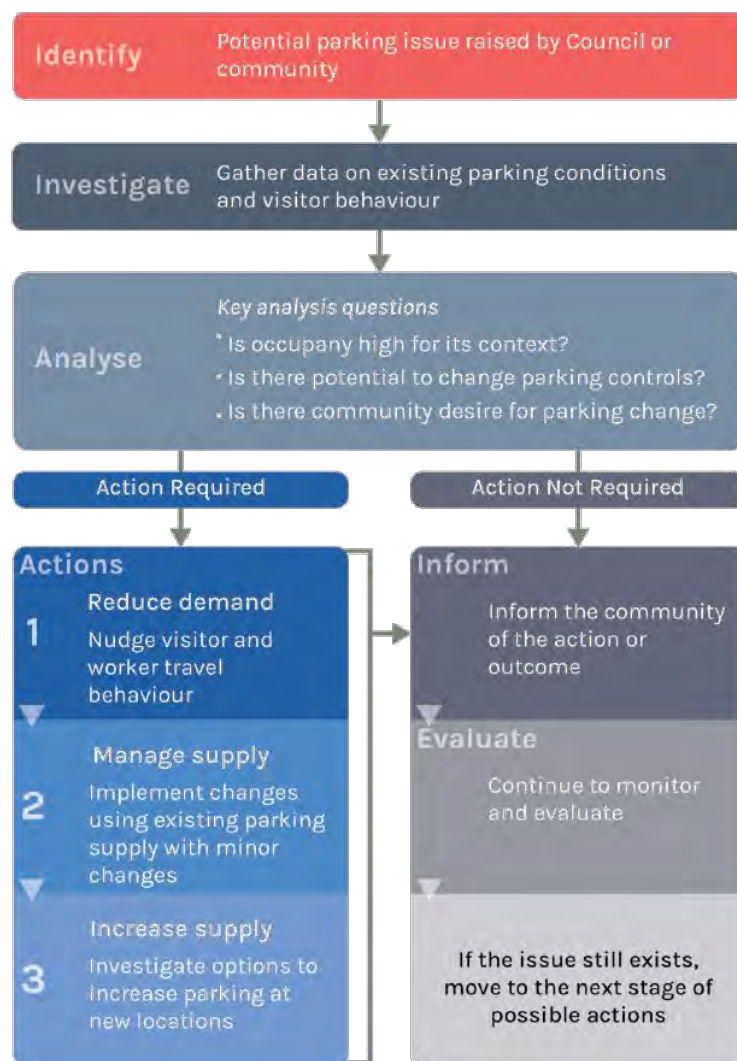 Identify
Potential parking issue raised by Council or
community
Investigate
Gather data on existing parking conditions
and visitor behaviour
Analyse
Key analysis questions
Is occupany high for its context?
Is there potential to change parking controls?
Is there community desire for parking change?
Action Required
Action Not Required
Actions
1
Reduce demand
Nudge visitor and
worker travel
behaviour
2
Manage supply
Implement changes
using existing parking
supply with minor
changes
3
Increase supply
Investigate options to
increase parking at
new locations
Inform
Inform the community
of the action or
outcome
Evaluate
Continue to monitor
and evaluate
If the issue still exists,
move to the next stage of
possible actions